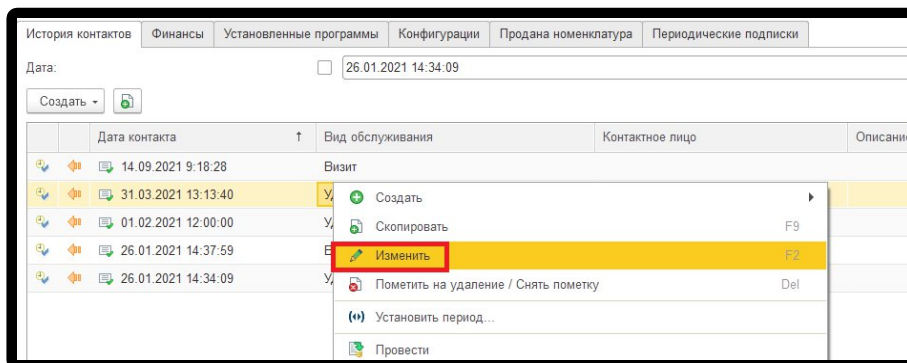 История контактов Финансы Установленные программы Конфигурации Продана номенклатура Периодические подписки
Дата: 26.01.2021 14:34:09
Создать
Дата контакта ↑ Вид обслуживания Контактное лицо Описани
14.09.2021 9:18:28 Визит
31.03.2021 13:13:40 У
Создать
01.02.2021 12:00:00 У
Скопировать F9
26.01.2021 14:37:59 В
Изменить F2
26.01.2021 14:34:09 У
Пометить на удаление / Снять пометку Del
Установить период...
Провести